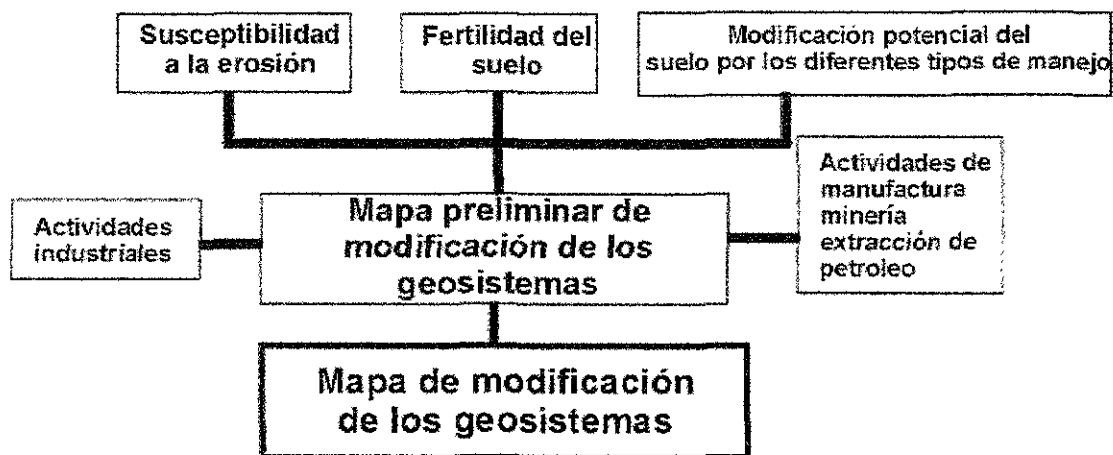 Susceptibilidad
a la erosión
Fertilidad del
suelo
Modificación potencial del
suelo por los diferentes tipos de manejo
Actividades
industriales
Mapa preliminar de
modificación de los
geosistemas
Actividades de
manufactura
minería
extracción de
petroleo
Mapa de modificación
de los geosistemas